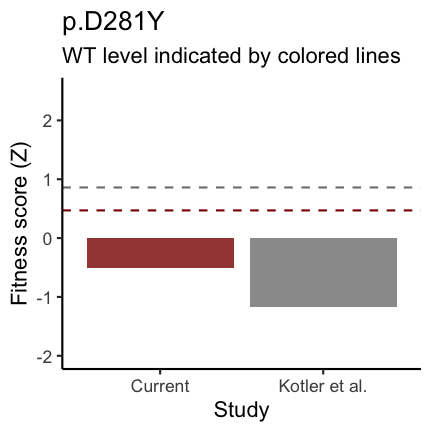 p.D281Y
WT level indicated by colored lines
Fitness score (Z)
2
1
0
-1
-2
Current
Kotler et al.
Study